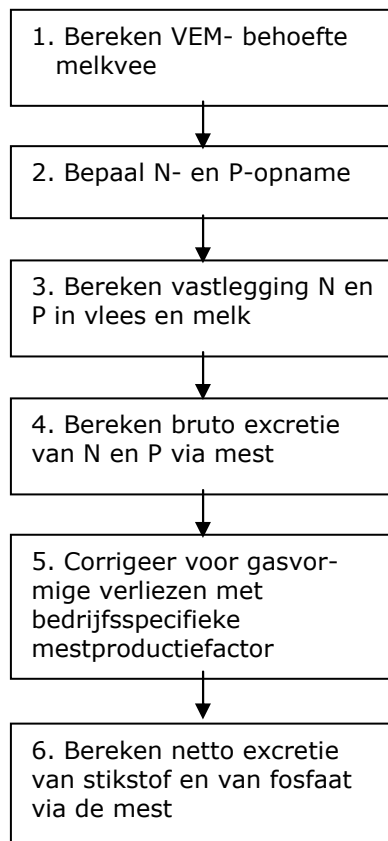 1. Bereken VEM- behoefte
melkvee
2. Bepaal N- en P-opname
3. Bereken vastlegging N en
P in vlees en melk
4. Bereken bruto excretie
van N en P via mest
5. Corrigeer voor gasvor-
mige verliezen met
bedrijfsspecifieke
mestproductiefactor
6. Bereken netto excretie
van stikstof en van fosfaat
via de mest